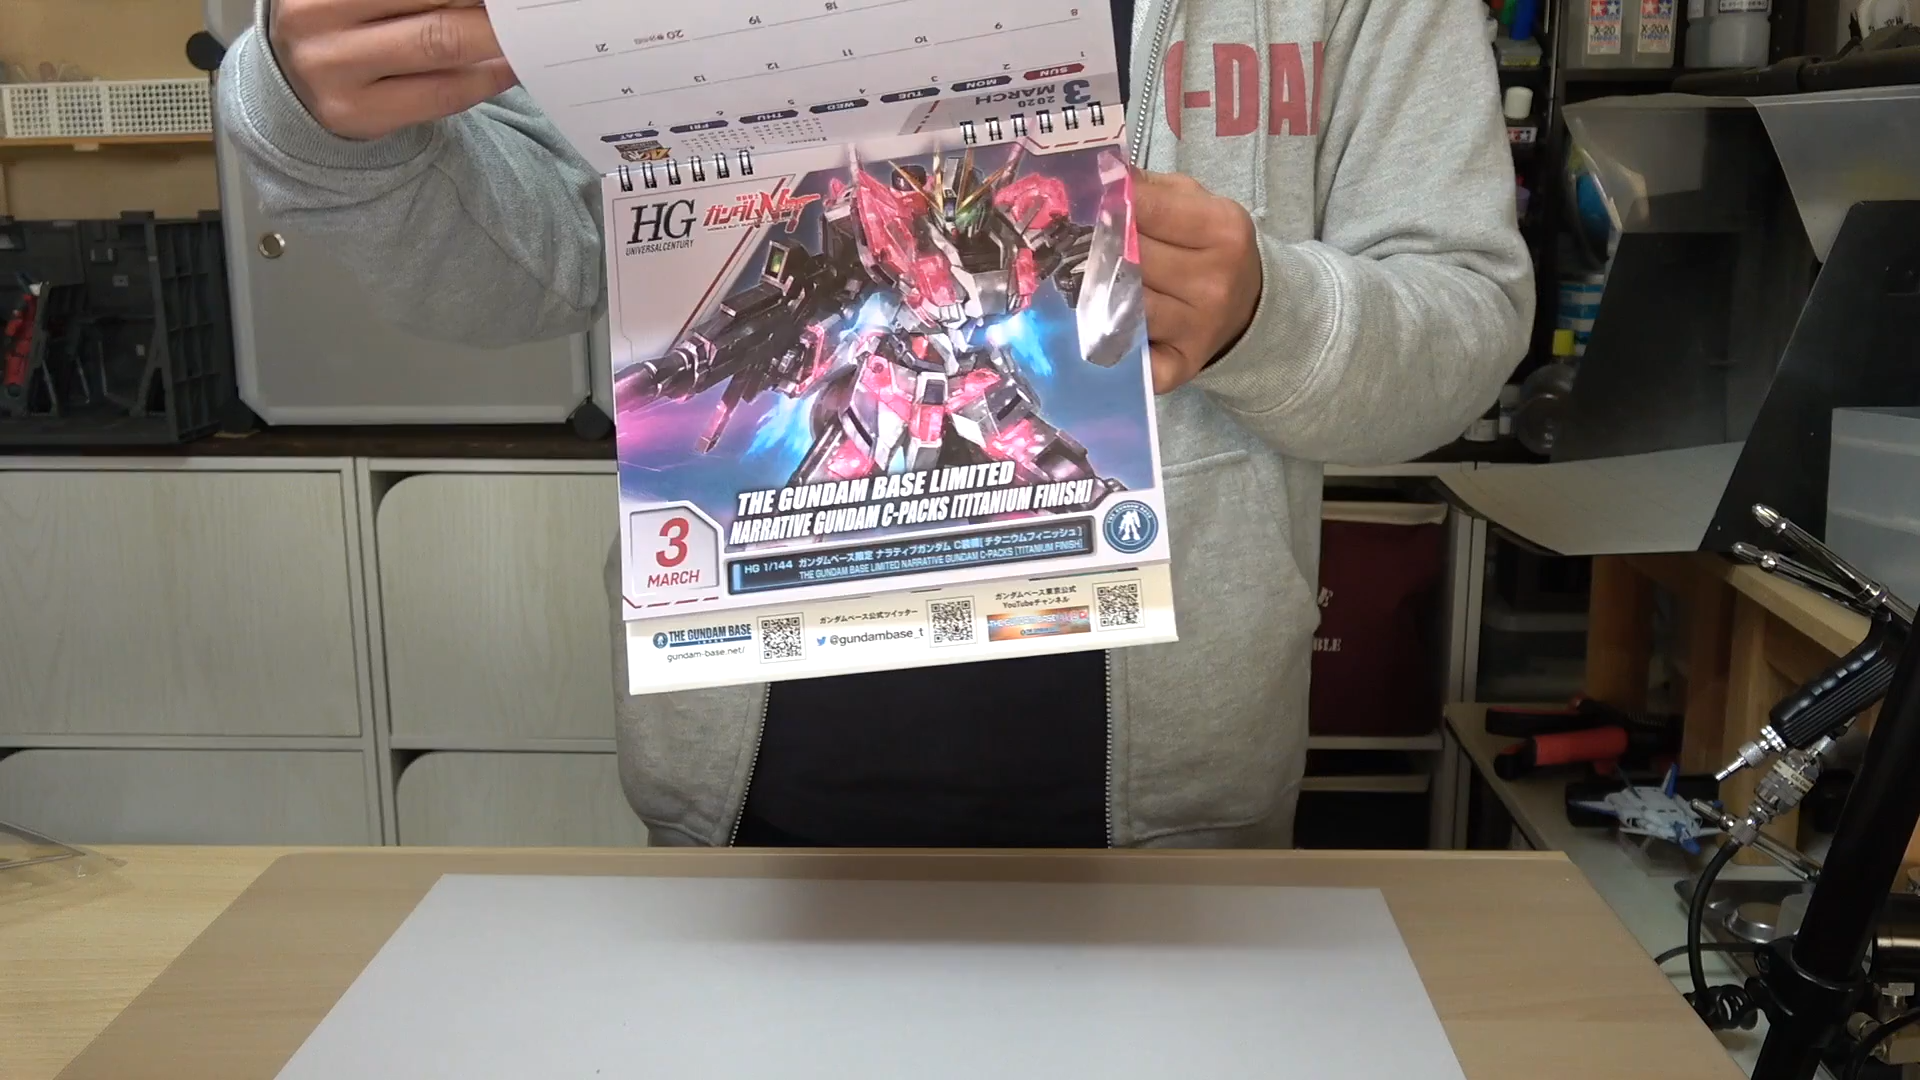 21
20
19
18
14
13
12
11
10
9
8
7
6
5
4
3
2
1
SAT
FRI
THU
WED
TUE
MON
SUN
3
2020
MARCH
HG
UNIVERSAL CENTURY
ガンダムNT
-DAI
X-20
X-20A
THE GUNDAM BASE LIMITED
NARRATIVE GUNDAM C-PACKS [TITANIUM FINISH]
3
MARCH
HG 1/144 ガンダムベース限定 ナラティブガンダム C装備[チタニウムフィニッシュ]
THE GUNDAM BASE LIMITED NARRATIVE GUNDAM C-PACKS [TITANIUM FINISH]
THE GUNDAM BASE
gundam-base.net/
ガンダムベース公式ツイッター
@gundambase_t
ガンダムベース東京公式
YouTubeチャンネル